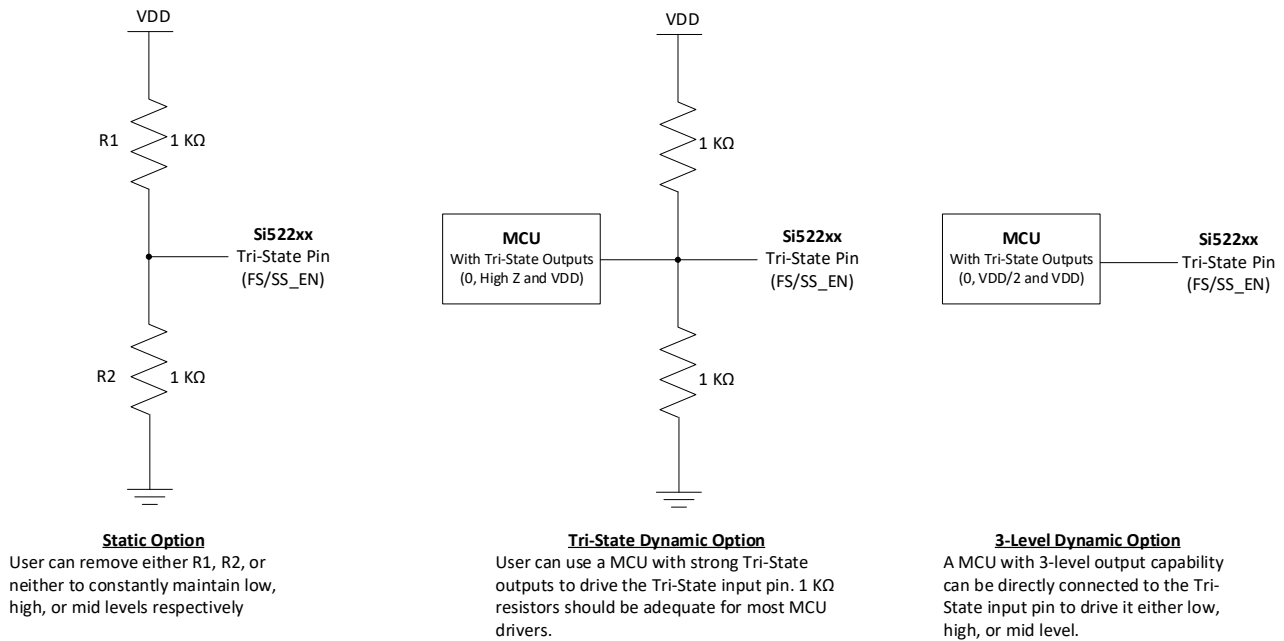 VDD
R1
1 KΩ
Si522xx
Tri-State Pin
(FS/SS_EN)
R2
1 KΩ
Static Option
User can remove either R1, R2, or
neither to constantly maintain low,
high, or mid levels respectively
VDD
1 KΩ
MCU
With Tri-State Outputs
(0, High Z and VDD)
Si522xx
Tri-State Pin
(FS/SS_EN)
1 KΩ
Tri-State Dynamic Option
User can use a MCU with strong Tri-State
outputs to drive the Tri-State input pin. 1 KΩ
resistors should be adequate for most MCU
drivers.
MCU
With Tri-State Outputs
(0, VDD/2 and VDD)
Si522xx
Tri-State Pin
(FS/SS_EN)
3-Level Dynamic Option
A MCU with 3-level output capability
can be directly connected to the Tri-
State input pin to drive it either low,
high, or mid level.